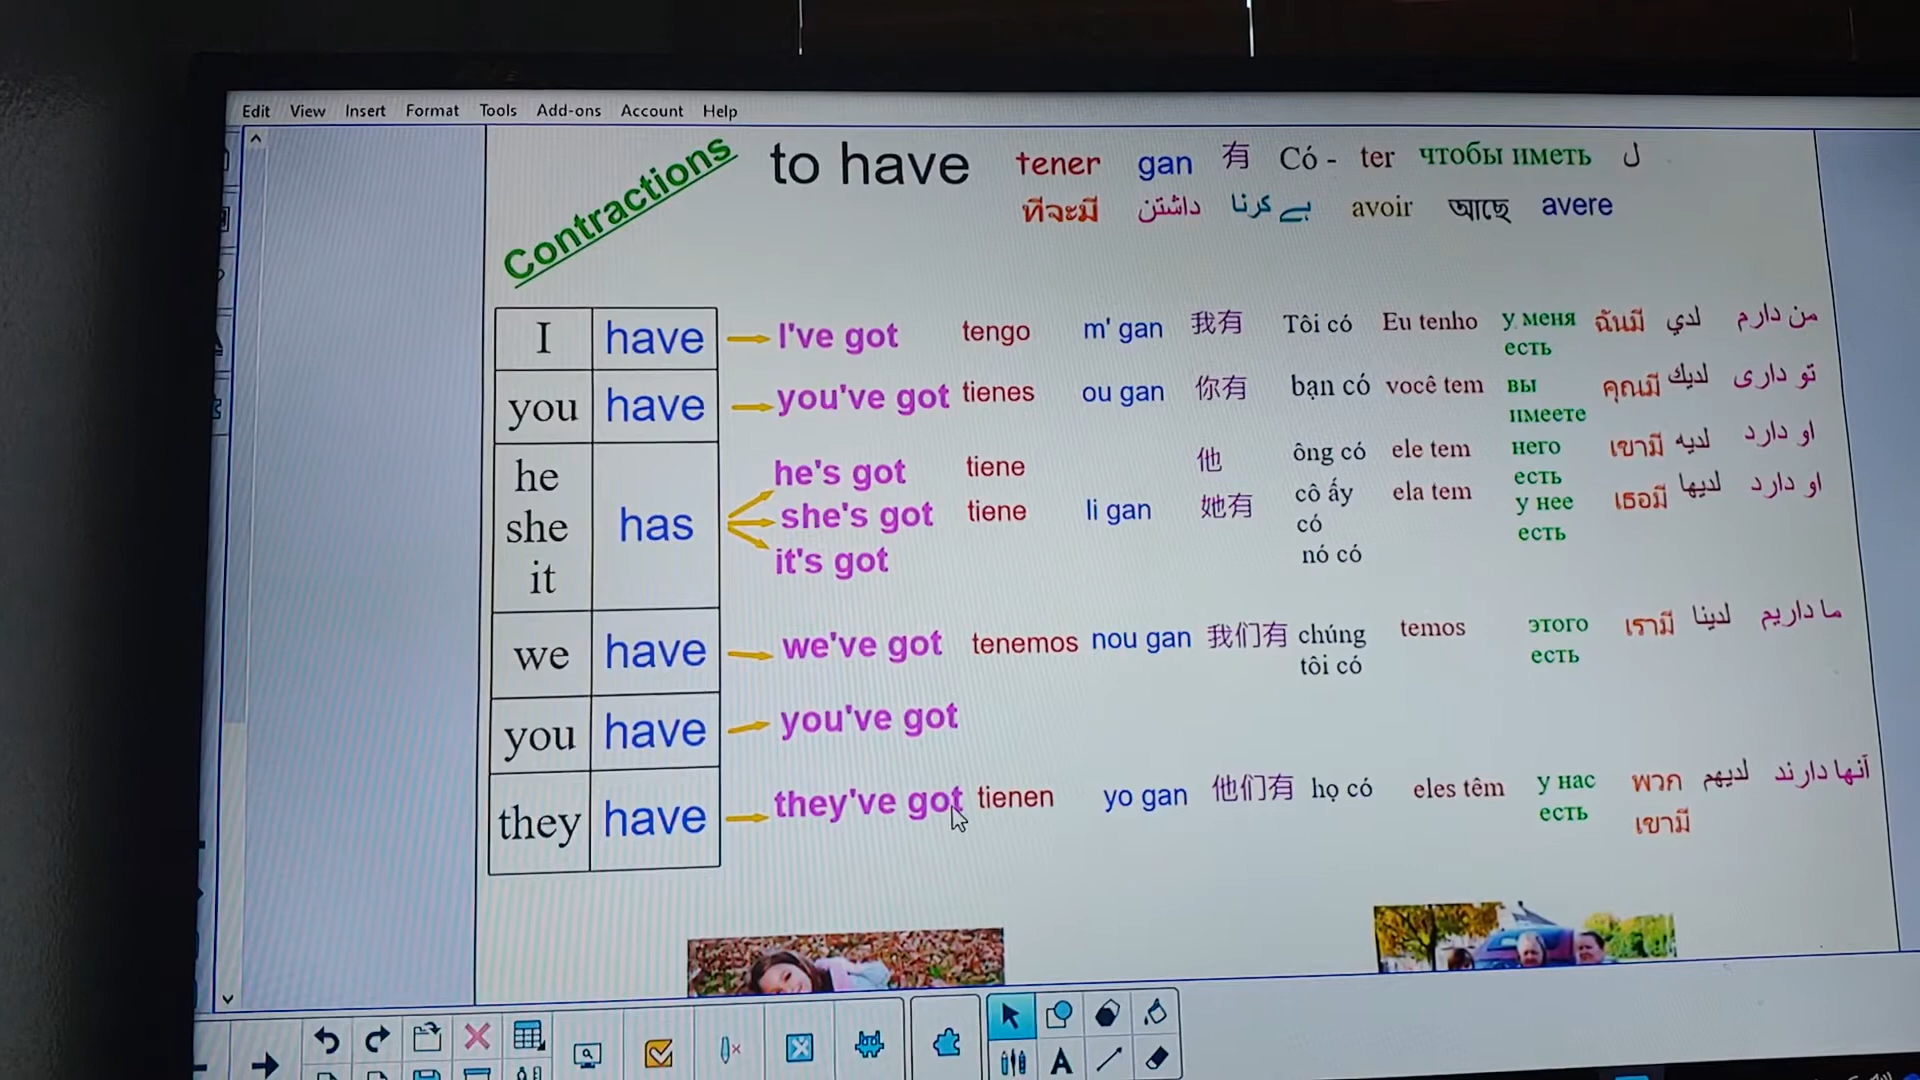 Edit View Insert Format Tools Add-ons Account Help
Contractions
to have tener gan 有 Có - ter чтобы иметь ل
ที่จะมี داشتن ہے کرنا avoir আছে avere
I have I've got tengo m' gan 我有 Tôi có Eu tenho у меня есть ฉันมี لدي من دارم
you have you've got tienes ou gan 你有 bạn có você tem вы имеете คุณมี لديك تو داری
he he's got tiene 他 ông có ele tem него есть เขามี لديه او دارد
she has she's got tiene li gan 她有 cô ấy có ela tem у нее есть เธอมี لديها او دارد
it it's got nó có
we have we've got tenemos nou gan 我们有 chúng tôi có temos этого есть เรามี لدينا ما داریم
you have you've got
they have they've got tienen yo gan 他们有 họ có eles têm у нас есть พวก เขามี لديهم آنها دارند